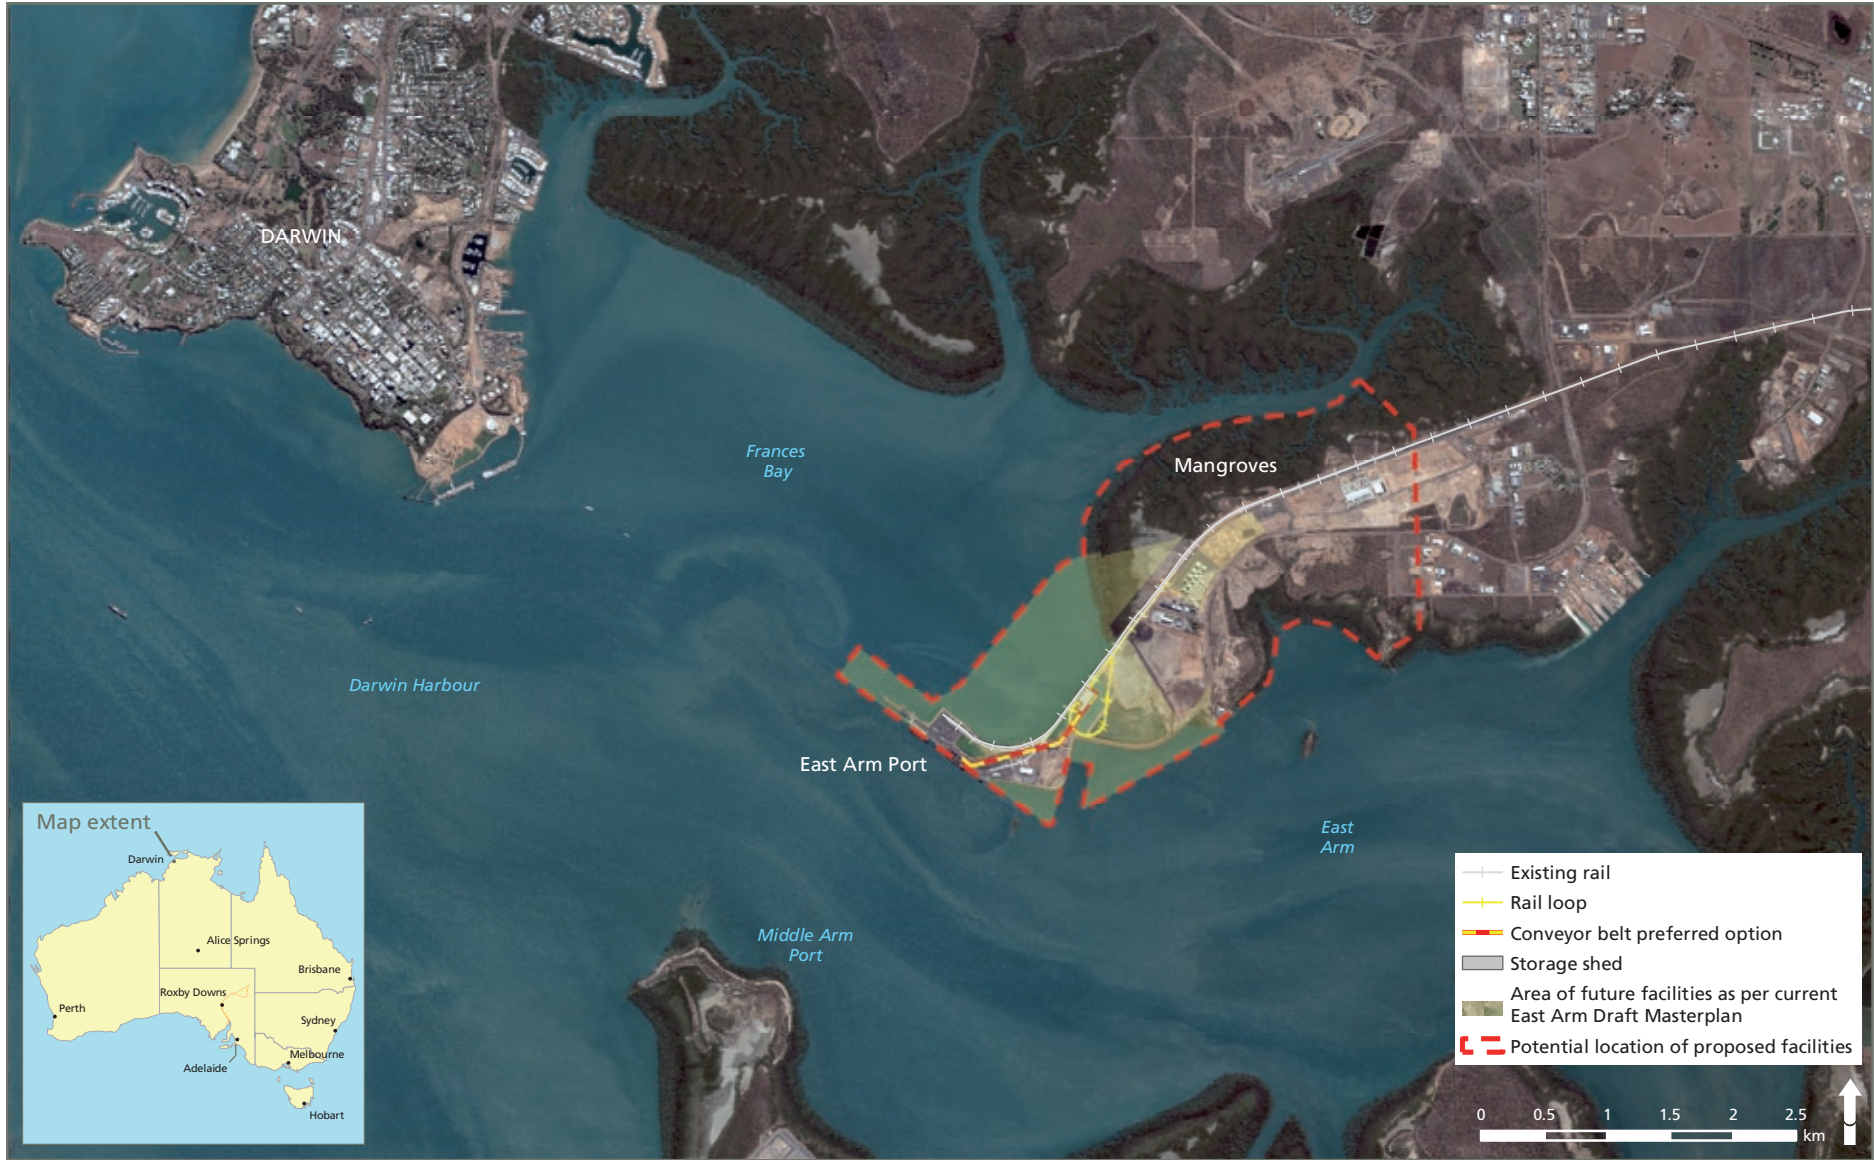 DARWIN
Frances
Bay
Mangroves
Darwin Harbour
East Arm Port
East
Arm
Middle Arm
Port
Map extent
Darwin
Alice Springs
Brisbane
Roxby Downs
Perth
Sydney
Melbourne
Adelaide
Hobart
Existing rail
Rail loop
Conveyor belt preferred option
Storage shed
Area of future facilities as per current
East Arm Draft Masterplan
Potential location of proposed facilities
0 0.5 1 1.5 2 2.5
km